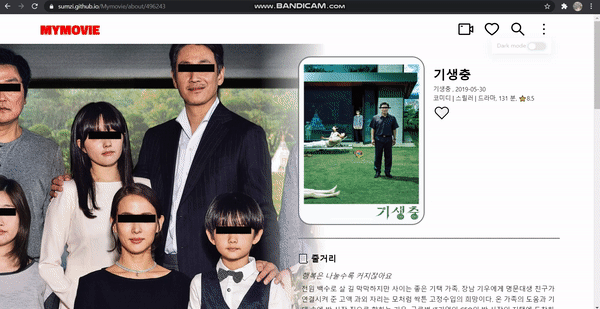 sumzi.github.io/Mymovie/about/496243
WWW.BANDICAM.COM
MYMOVIE
Dark mode
기생충
기생충 , 2019-05-30
코미디 | 스릴러 | 드라마, 131 분, 8.5
기생충
줄거리
행복은 나눌수록 커지잖아요
전원 백수로 살 길 막막하지만 사이는 좋은 기택 가족. 장남 기우에게 명문대생 친구가
연결시켜 준 고액 과외 자리는 모처럼 싹튼 고정수입의 희망이다. 온 가족의 도움과 기